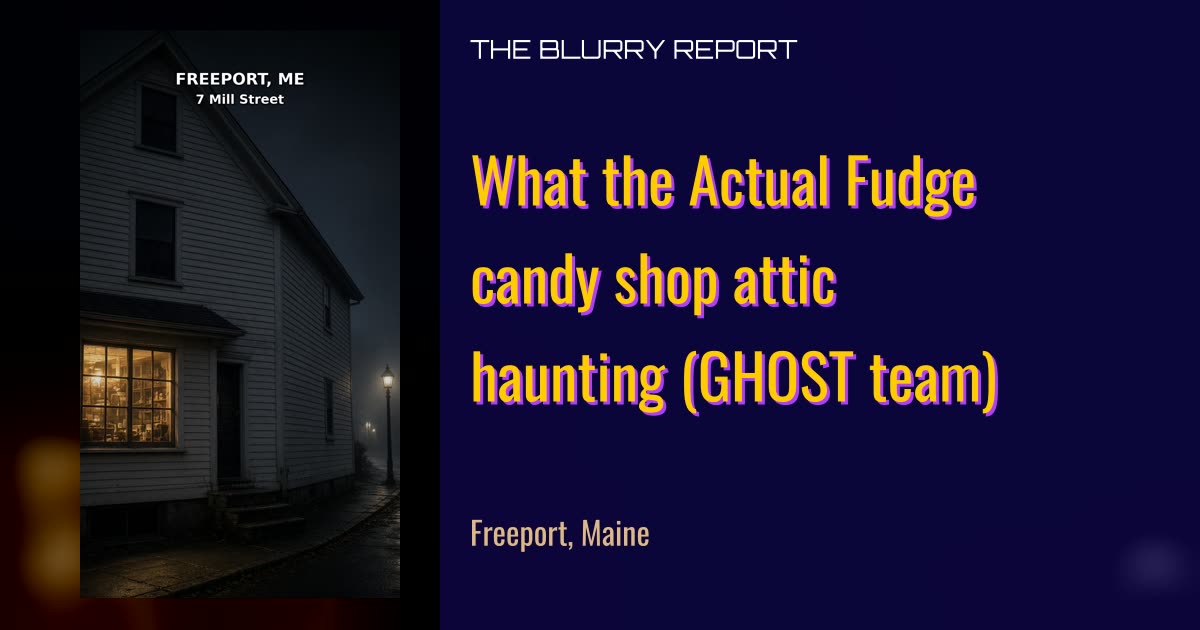 FREEPORT, ME
7 Mill Street
THE BLURRY REPORT
What the Actual Fudge
candy shop attic
haunting (GHOST team)
Freeport, Maine